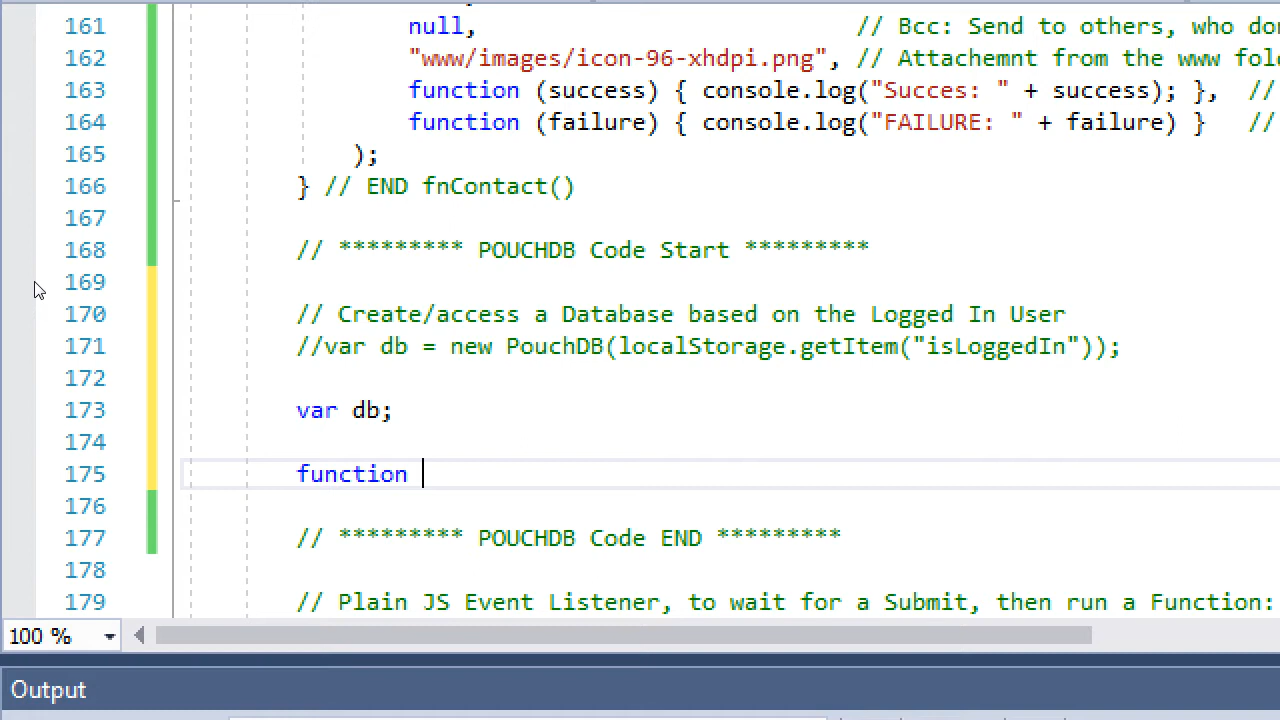 161 null, // Bcc: Send to others, who don
162 "www/images/icon-96-xhdpi.png", // Attachemnt from the www fol
163 function (success) { console.log("Succes: " + success); }, //
164 function (failure) { console.log("FAILURE: " + failure) } //
165 );
166 } // END fnContact()
167
168 // ********* POUCHDB Code Start *********
169
170 // Create/access a Database based on the Logged In User
171 //var db = new PouchDB(localStorage.getItem("isLoggedIn"));
172
173 var db;
174
175 function
176
177 // ********* POUCHDB Code END *********
178
179 // Plain JS Event Listener, to wait for a Submit, then run a Function:
100 %
Output